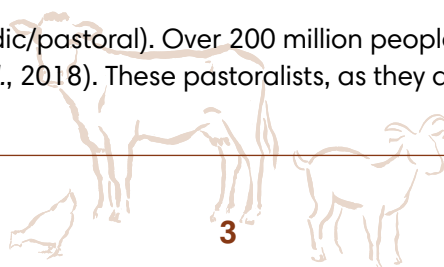 dic/pastoral). Over 200 million people
., 2018). These pastoralists, as they
3